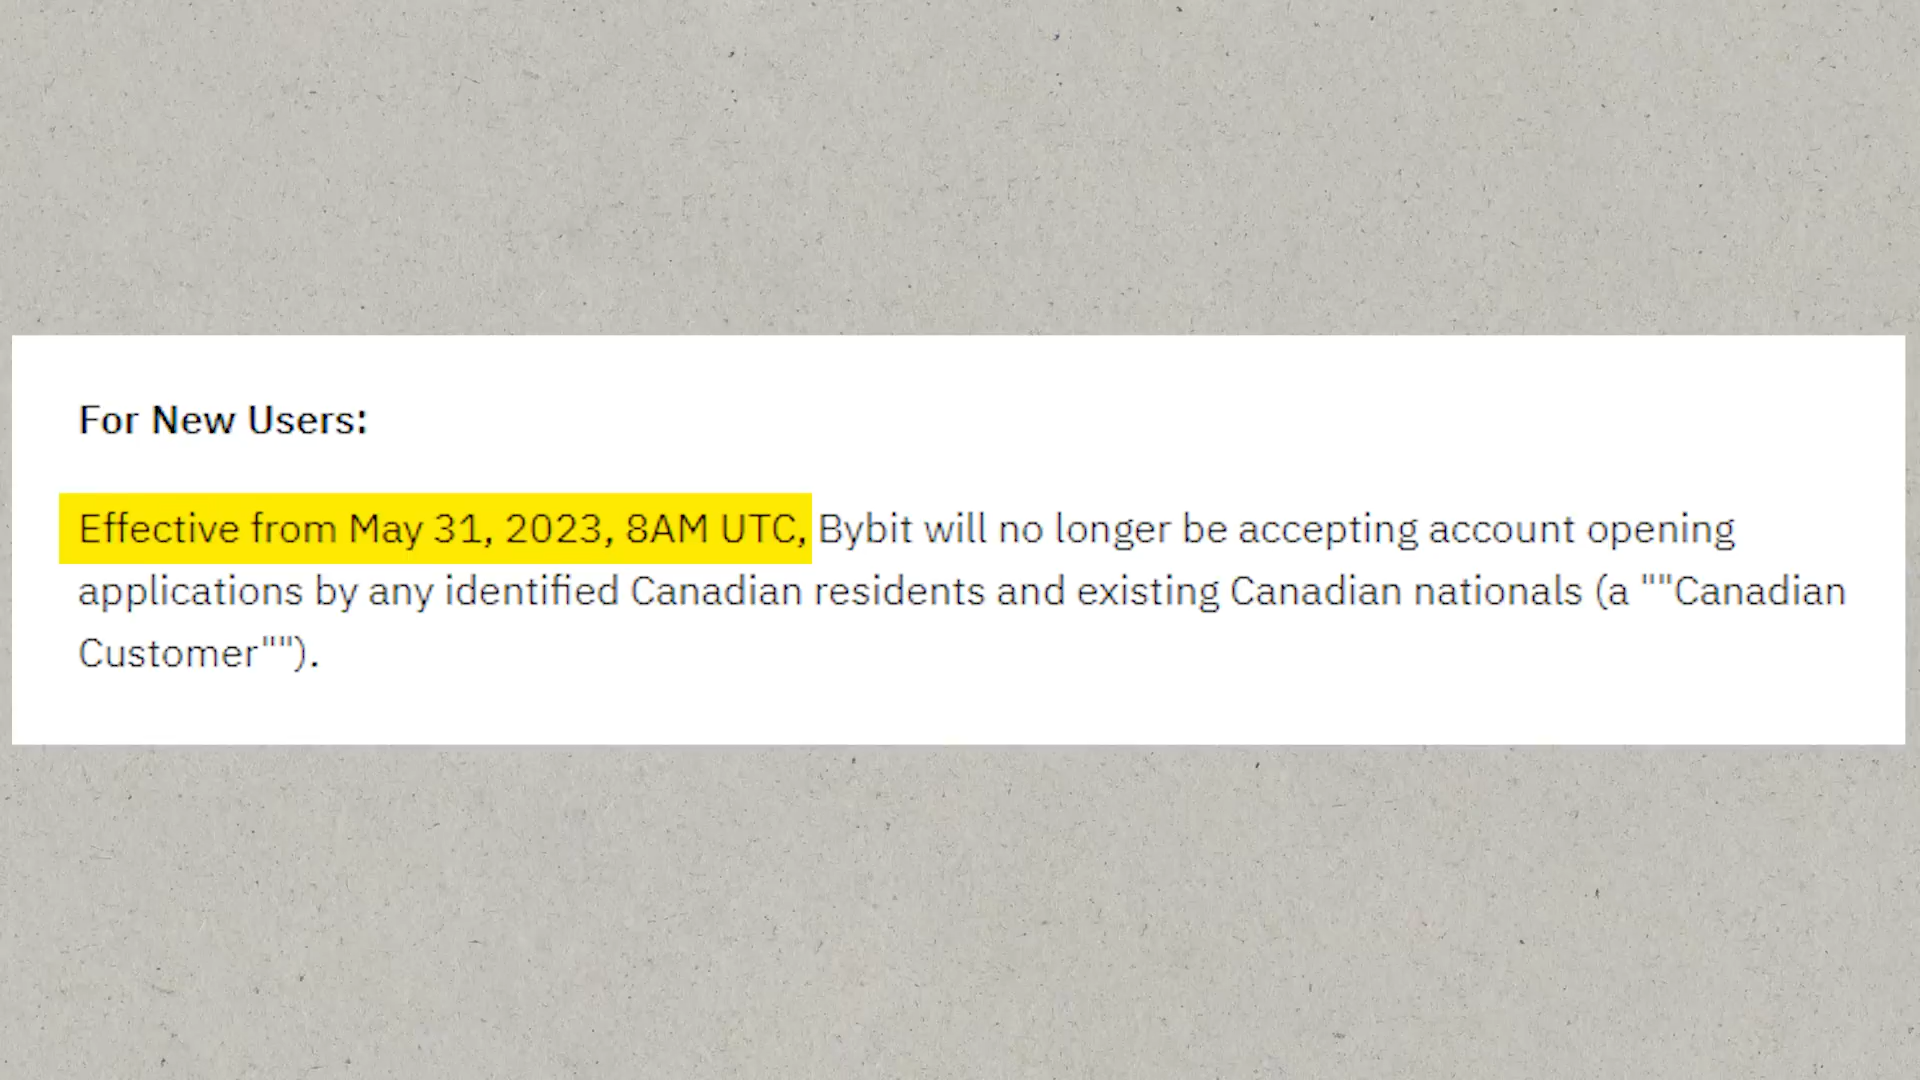 For New Users:
Effective from May 31, 2023, 8AM UTC, Bybit will no longer be accepting account opening
applications by any identified Canadian residents and existing Canadian nationals (a ""Canadian
Customer"").